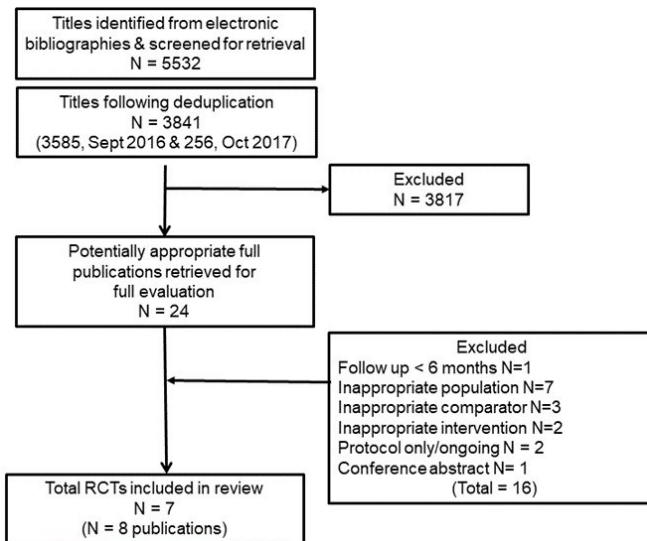 Titles identified from electronic
bibliographies & screened for retrieval
N = 5532
Titles following deduplication
N = 3841
(3585, Sept 2016 & 256, Oct 2017)
Excluded
N = 3817
Potentially appropriate full
publications retrieved for
full evaluation
N = 24
Excluded
Follow up < 6 months N=1
Inappropriate population N=7
Inappropriate comparator N=3
Inappropriate intervention N=2
Protocol only/ongoing N = 2
Conference abstract N= 1
(Total = 16)
Total RCTs included in review
N = 7
(N = 8 publications)